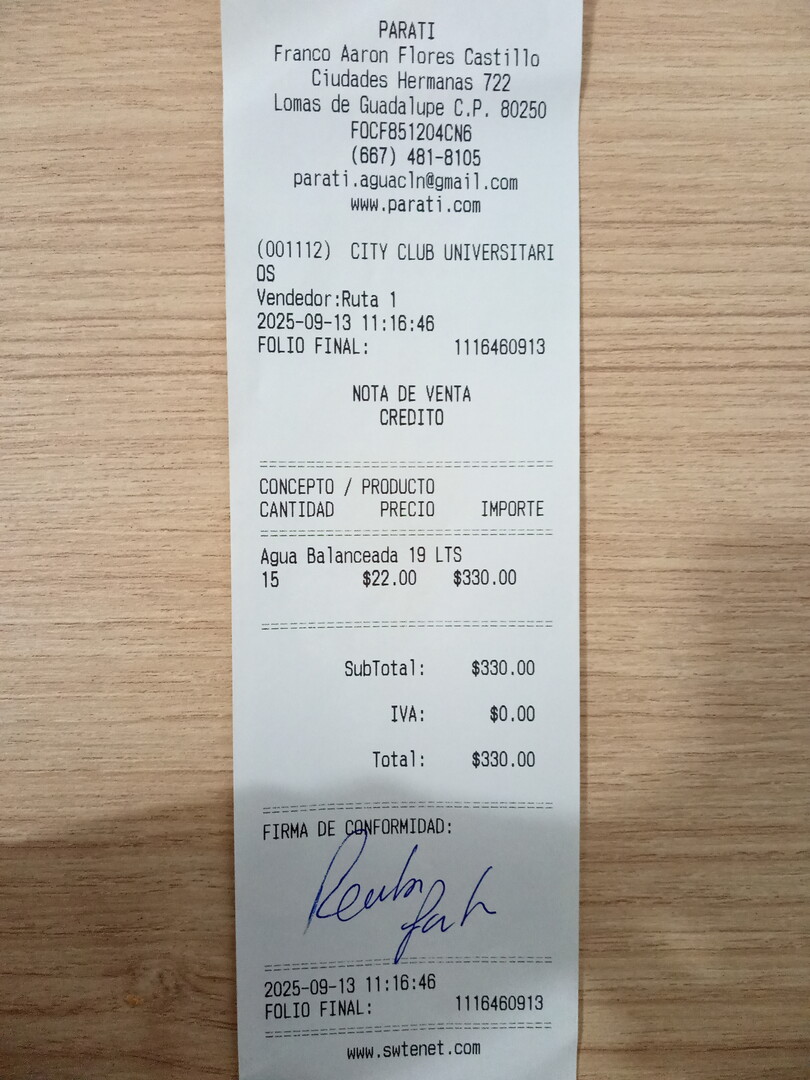 PARATI
Franco Aaron Flores Castillo
Ciudades Hermanas 722
Lomas de Guadalupe C.P. 80250
FOCF851204CN6
(667) 481-8105
parati.aguacln@gmail.com
www.parati.com
(001112) CITY CLUB UNIVERSITARI
OS
Vendedor:Ruta 1
2025-09-13 11:16:46
FOLIO FINAL: 1116460913
NOTA DE VENTA
CREDITO
CONCEPTO / PRODUCTO
CANTIDAD PRECIO IMPORTE
Agua Balanceada 19 LTS
15 $22.00 $330.00
SubTotal: $330.00
IVA: $0.00
Total: $330.00
FIRMA DE CONFORMIDAD:
2025-09-13 11:16:46
FOLIO FINAL: 1116460913
www.swtenet.com